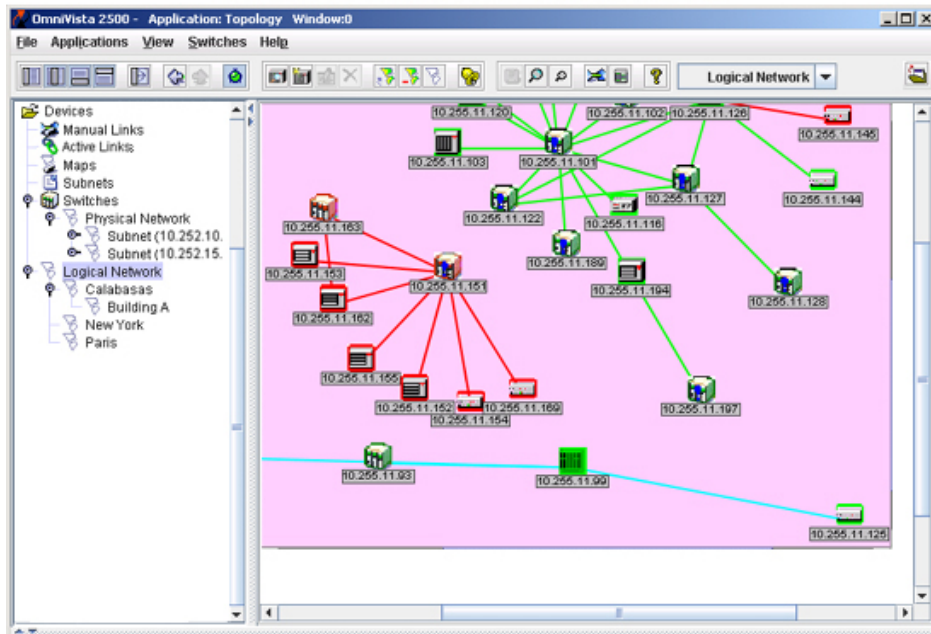 OmniVista 2500 - Application: Topology Window:0
File Applications View Switches Help
Logical Network
Devices
Manual Links
Active Links
Maps
Subnets
Switches
Physical Network
Subnet (10.252.10.
Subnet (10.252.15.
Logical Network
Calabasas
Building A
New York
Paris
10.255.11.120
10.255.11.102
10.255.11.126
10.255.11.145
10.255.11.103
10.255.11.101
10.255.11.127
10.255.11.144
10.255.11.122
10.255.11.116
10.255.11.163
10.255.11.189
10.255.11.153
10.255.11.151
10.255.11.194
10.255.11.128
10.255.11.162
10.255.11.155
10.255.11.152
10.255.11.169
10.255.11.154
10.255.11.197
10.255.11.93
10.255.11.99
10.255.11.125